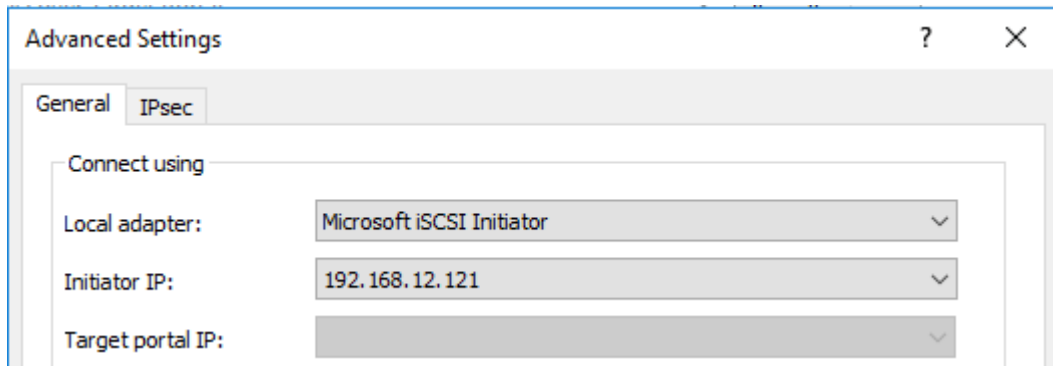 Advanced Settings ? X
General IPsec
Connect using
Local adapter: Microsoft iSCSI Initiator
Initiator IP: 192.168.12.121
Target portal IP: